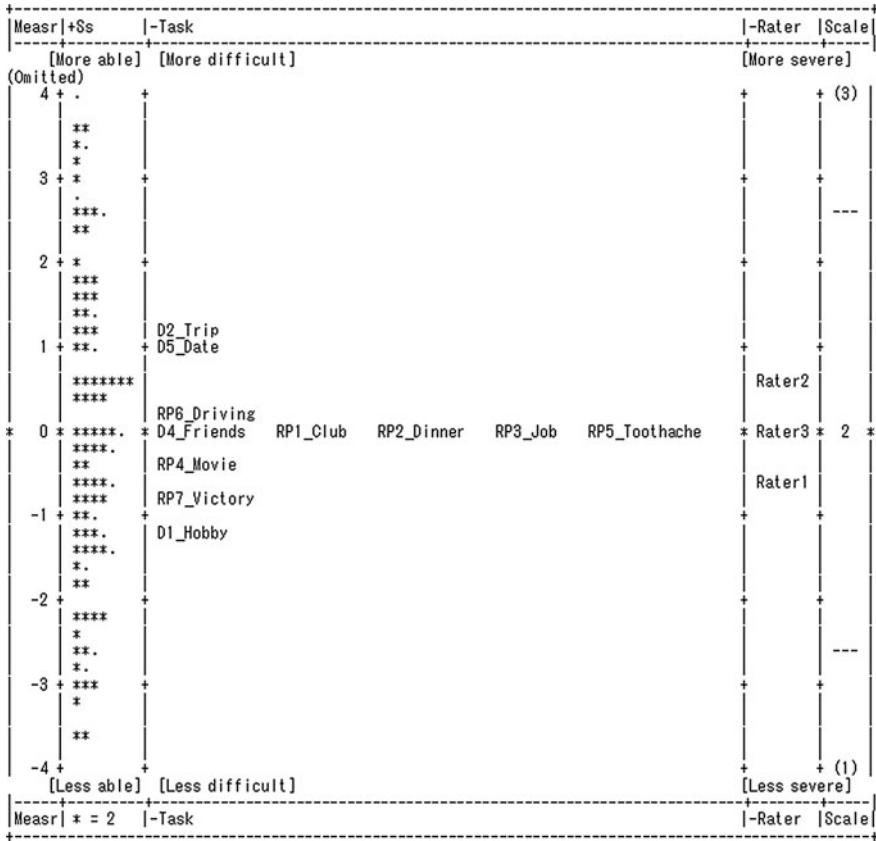 Measr|+Ss |-Task |-Rater |Scale|
[More able] [More difficult] [More severe]
(Omitted)
4 + . + + + (3)
**
*.
*
3 + * + + +
.
***. ---
**
2 + * + + +
***
***
**.
*** D2_Trip
1 + **. + D5_Date + +
******* Rater2
****
RP6_Driving
* 0 * *****. * D4_Friends RP1_Club RP2_Dinner RP3_Job RP5_Toothache * Rater3 * 2 *
****.
** RP4_Movie
****. Rater1
**** RP7_Victory
-1 + **. + + +
***. D1_Hobby
****.
*.
**
-2 + + + +
****
*
**. ---
*.
-3 + *** + + +
*
**
-4 + + + + (1)
[Less able] [Less difficult] [Less severe]
Measr| * = 2 |-Task |-Rater |Scale|